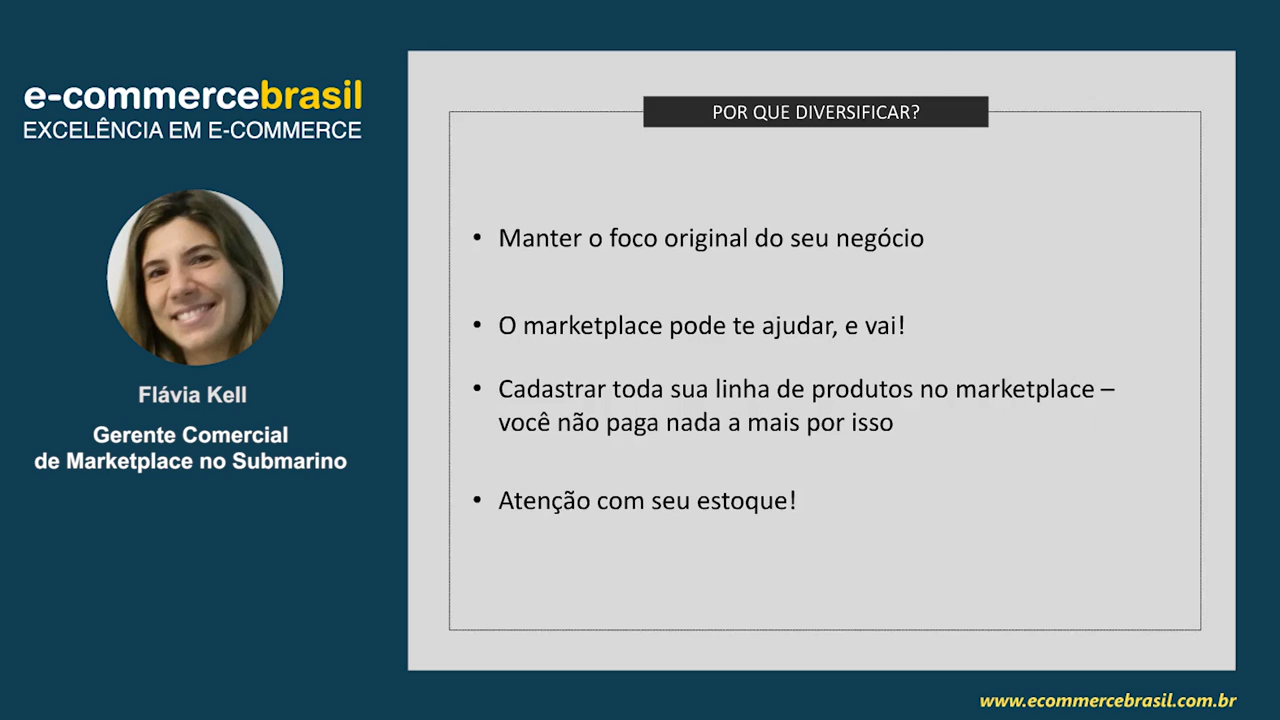 e-commercebrasil
EXCELÊNCIA EM E-COMMERCE
Flávia Kell
Gerente Comercial
de Marketplace no Submarino
POR QUE DIVERSIFICAR?
• Manter o foco original do seu negócio
• O marketplace pode te ajudar, e vai!
• Cadastrar toda sua linha de produtos no marketplace –
você não paga nada a mais por isso
• Atenção com seu estoque!
www.ecommercebrasil.com.br